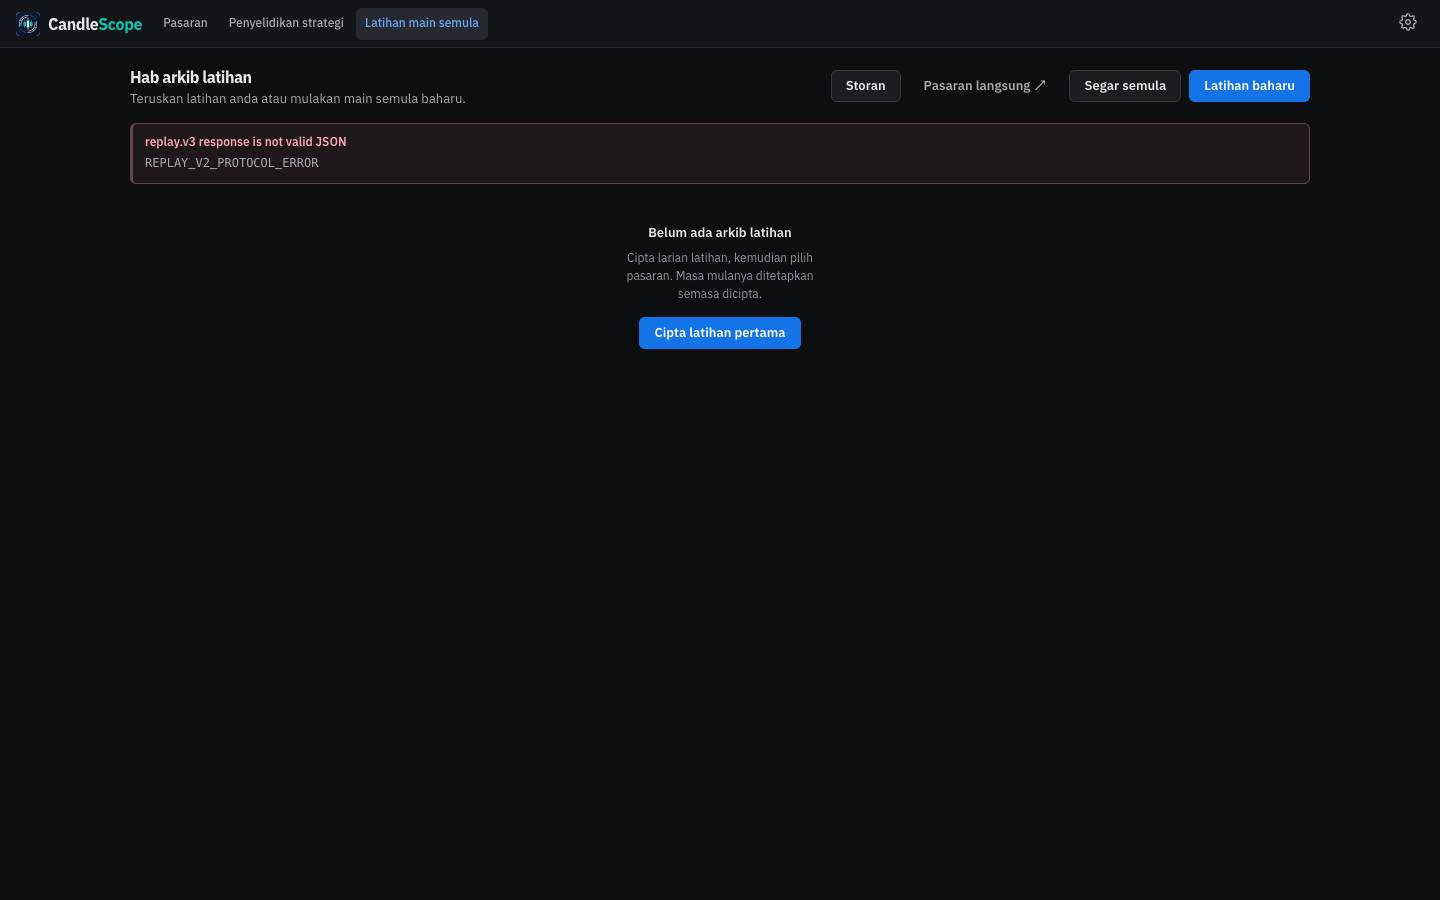 CandleScope
Pasaran
Penyelidikan strategi
Latihan main semula
Hab arkib latihan
Teruskan latihan anda atau mulakan main semula baharu.
Storan
Pasaran langsung ↗
Segar semula
Latihan baharu
replay.v3 response is not valid JSON
REPLAY_V2_PROTOCOL_ERROR
Belum ada arkib latihan
Cipta larian latihan, kemudian pilih
pasaran. Masa mulanya ditetapkan
semasa dicipta.
Cipta latihan pertama